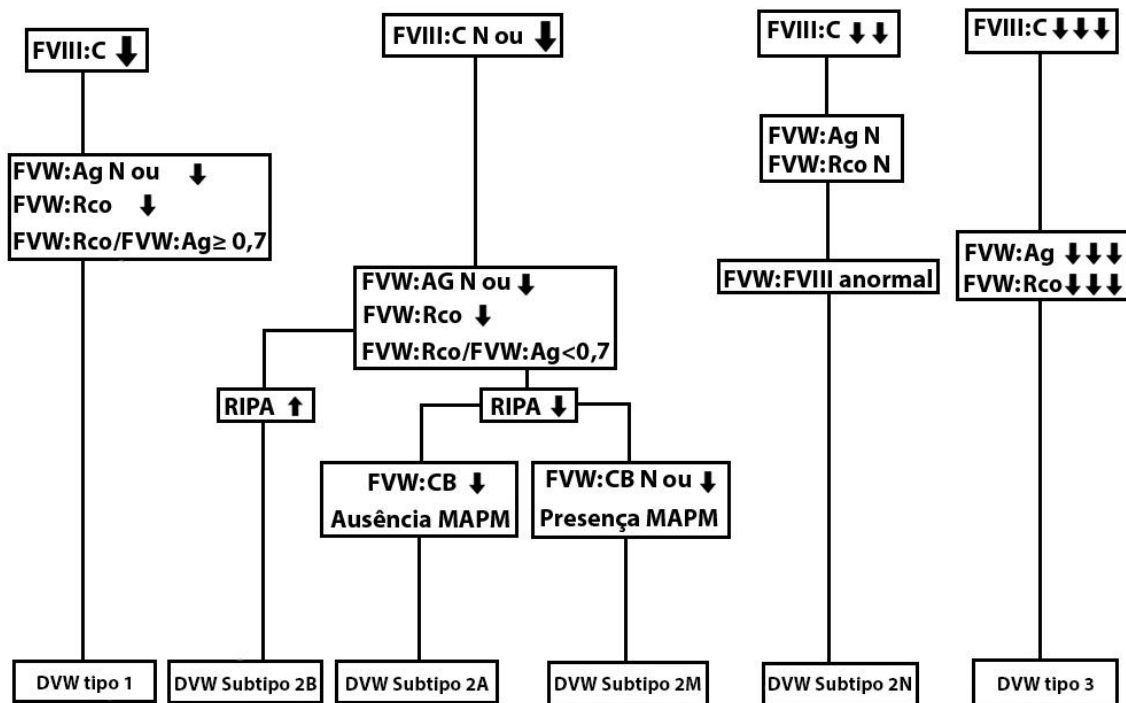 FVIII:C ↓
FVIII:C N ou ↓
FVIII:C ↓↓
FVIII:C ↓↓↓
FVW:Ag N ou ↓
FVW:Rco ↓
FVW:Rco/FVW:Ag≥ 0,7
FVW:Ag N
FVW:Rco N
FVW:Ag ↓↓↓
FVW:Rco↓↓↓
FVW:AG N ou ↓
FVW:Rco ↓
FVW:Rco/FVW:Ag<0,7
FVW:FVIII anormal
RIPA ↑
RIPA ↓
FVW:CB ↓
Ausência MAPM
FVW:CB N ou ↓
Presença MAPM
DVW tipo 1
DVW Subtipo 2B
DVW Subtipo 2A
DVW Subtipo 2M
DVW Subtipo 2N
DVW tipo 3